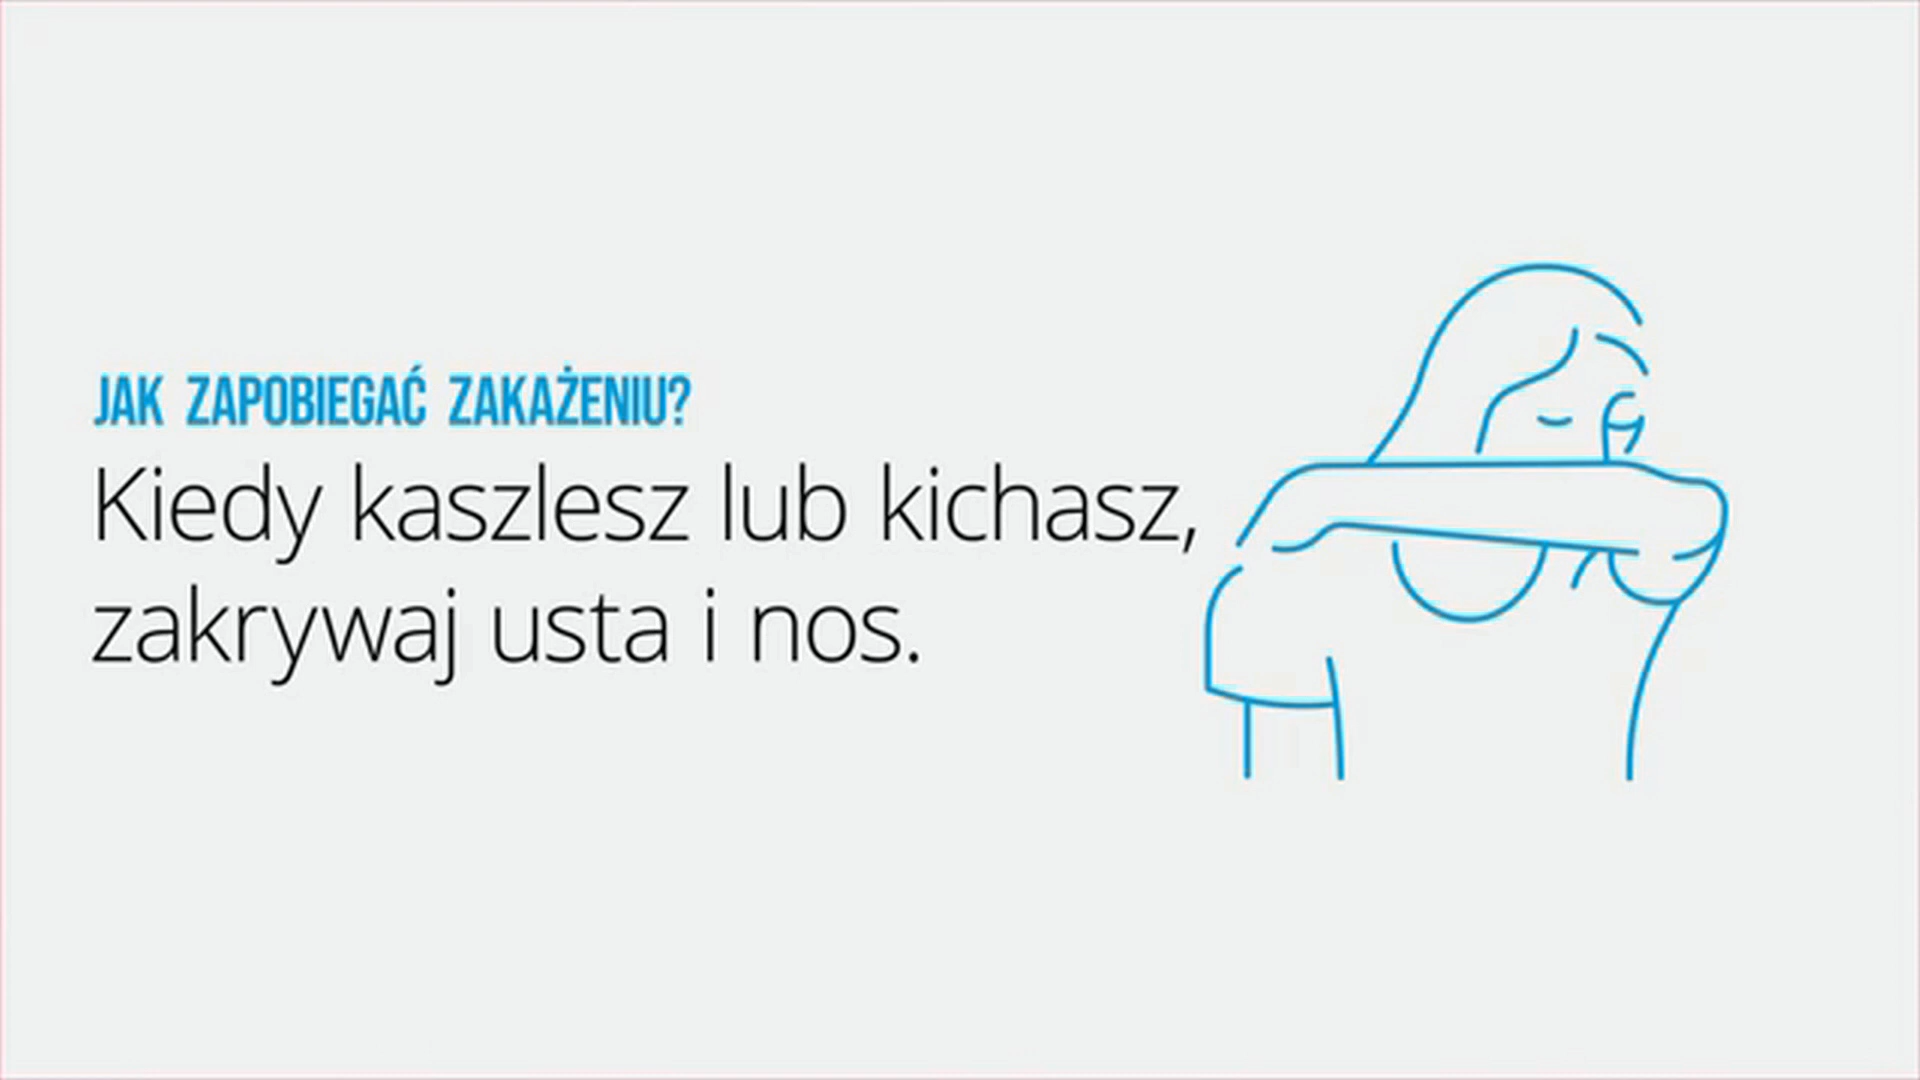 JAK ZAPOBIEGAĆ ZAKAŻENIU?
Kiedy kaszlesz lub kichasz,
zakrywaj usta i nos.